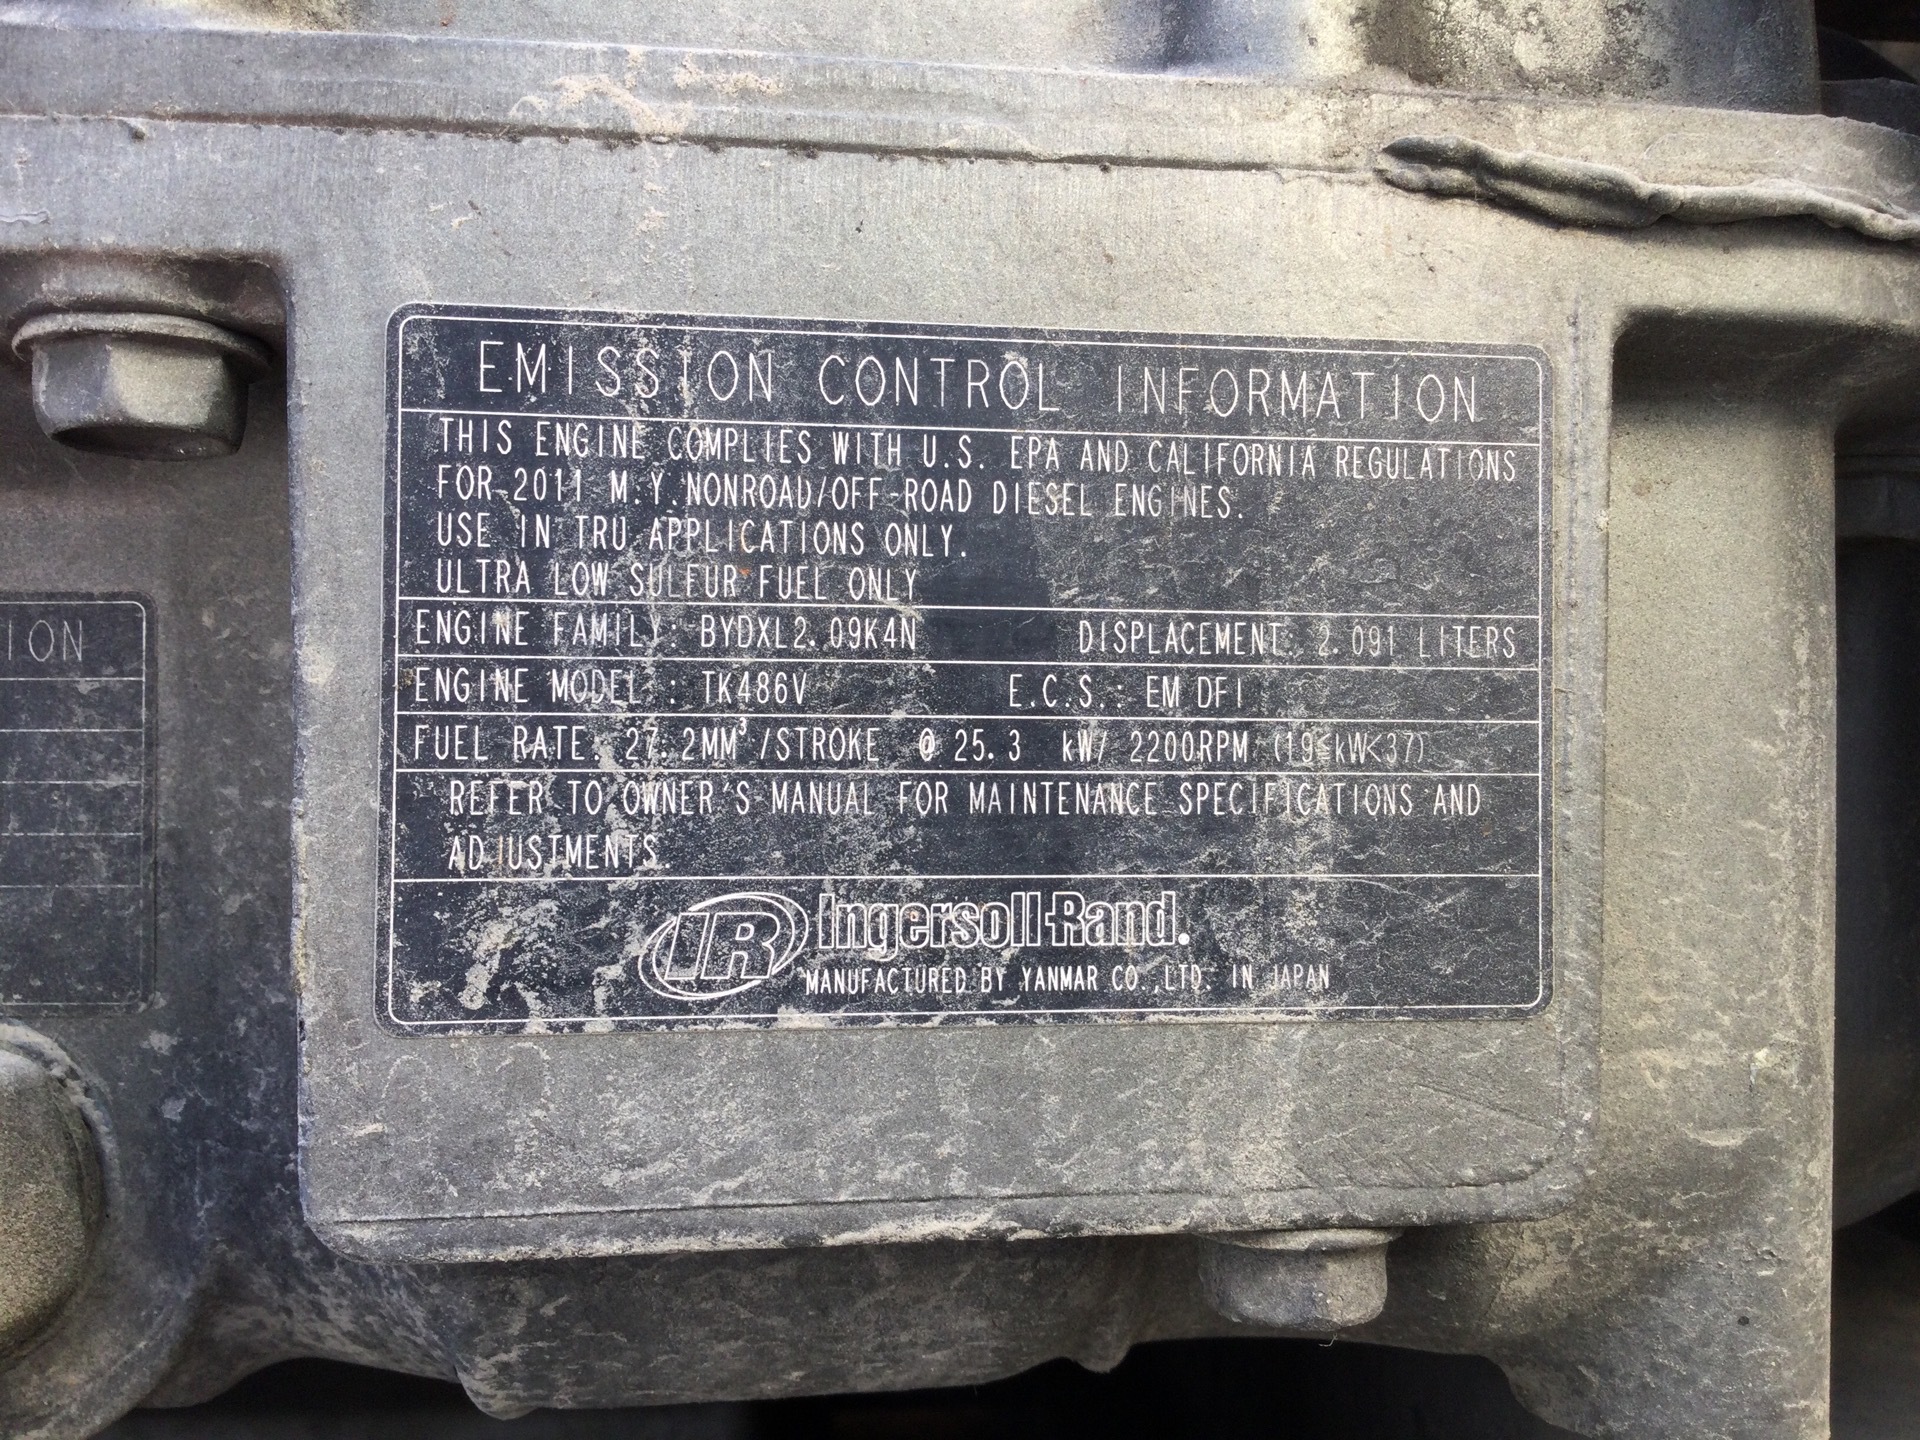 EMISSION CONTROL INFORMATION
THIS ENGINE COMPLIES WITH U.S. EPA AND CALIFORNIA REGULATIONS
FOR 2011 M.Y. NONROAD/OFF-ROAD DIESEL ENGINES.
USE IN TRU APPLICATIONS ONLY.
ULTRA LOW SULFUR FUEL ONLY
ENGINE FAMILY: BYDXL2.09K4N DISPLACEMENT: 2.091 LITERS
ENGINE MODEL: TK486V E.C.S.: EM DFI
FUEL RATE: 27.2MM³/STROKE @ 25.3 kW/ 2200RPM (19≤kW<37)
REFER TO OWNER'S MANUAL FOR MAINTENANCE SPECIFICATIONS AND
ADJUSTMENTS.
IR Ingersoll-Rand.
MANUFACTURED BY YANMAR CO.,LTD. IN JAPAN
ION